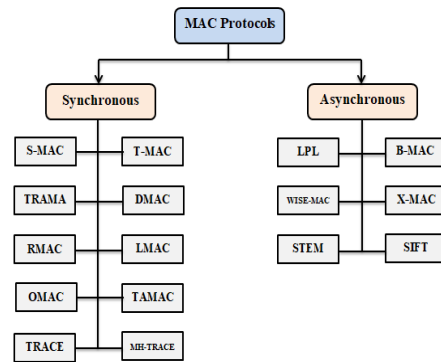 MAC Protocols
Synchronous
Asynchronous
S-MAC
T-MAC
LPL
B-MAC
TRAMA
DMAC
WISE-MAC
X-MAC
RMAC
LMAC
STEM
SIFT
OMAC
TAMAC
TRACE
MH-TRACE